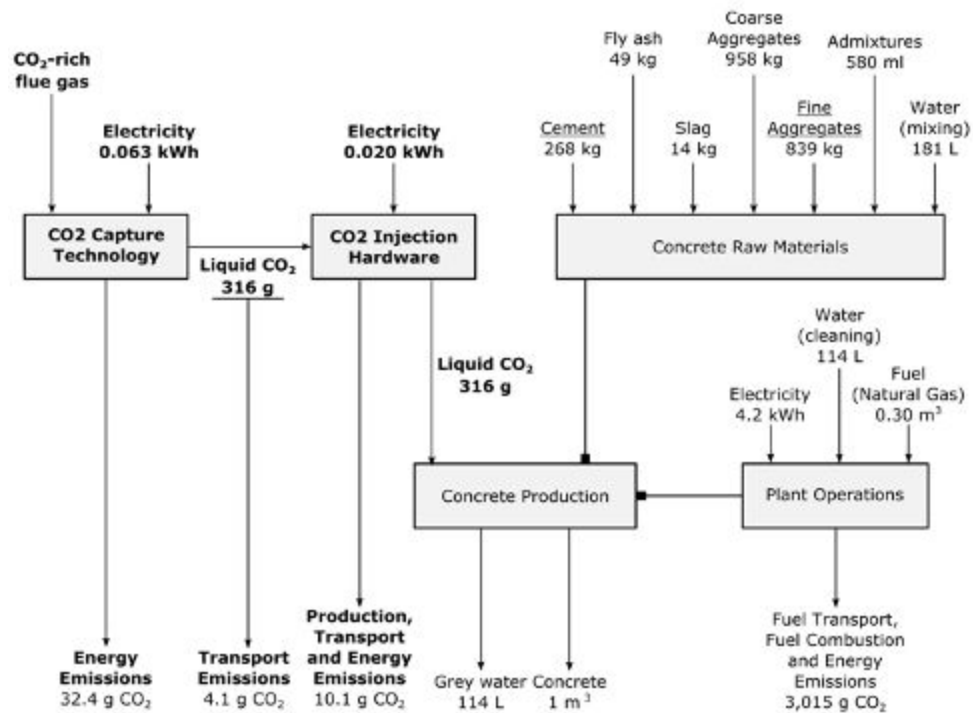 CO₂-rich
flue gas
Electricity
0.063 kWh
Electricity
0.020 kWh
Cement
268 kg
Fly ash
49 kg
Slag
14 kg
Coarse
Aggregates
958 kg
Fine
Aggregates
839 kg
Admixtures
580 ml
Water
(mixing)
181 L
CO2 Capture
Technology
Liquid CO₂
316 g
CO2 Injection
Hardware
Concrete Raw Materials
Liquid CO₂
316 g
Electricity
4.2 kWh
Water
(cleaning)
114 L
Fuel
(Natural Gas)
0.30 m³
Concrete Production
Plant Operations
Energy
Emissions
32.4 g CO₂
Transport
Emissions
4.1 g CO₂
Production,
Transport
and Energy
Emissions
10.1 g CO₂
Grey water
114 L
Concrete
1 m³
Fuel Transport,
Fuel Combustion
and Energy
Emissions
3,015 g CO₂